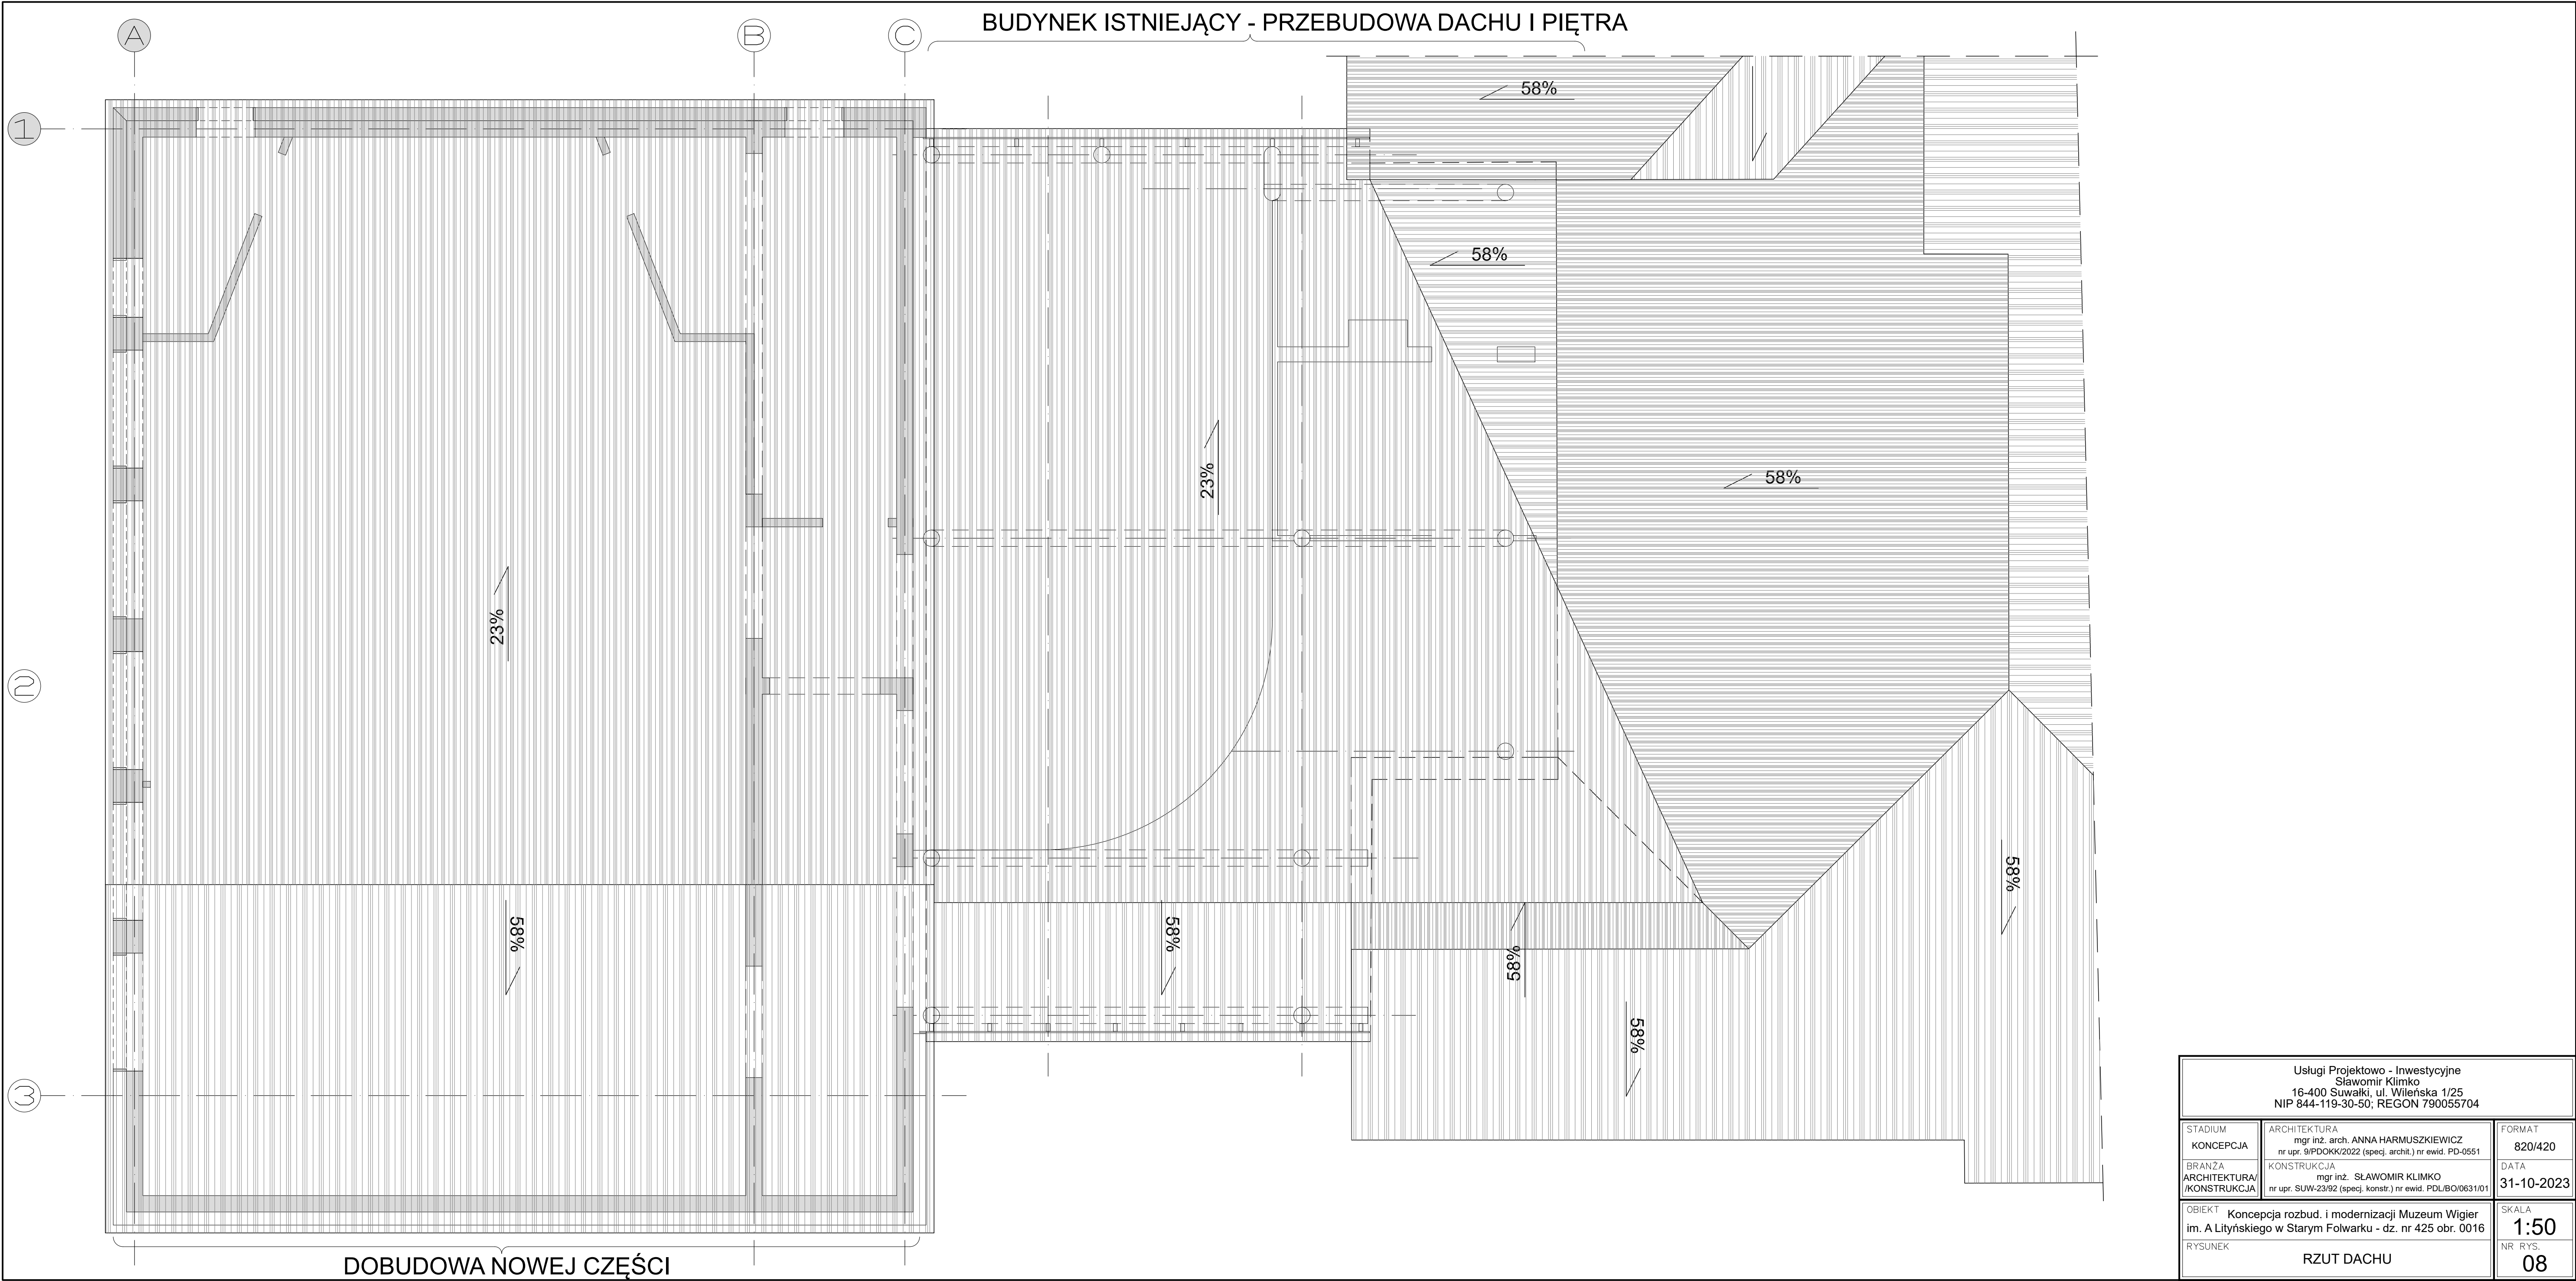 BUDYNEK ISTNIEJĄCY - PRZEBUDOWA DACHU I PIĘTRA
A
B
C
1
2
3
58%
58%
58%
23%
23%
58%
58%
58%
58%
58%
DOBUDOWA NOWEJ CZĘŚCI
Usługi Projektowo - Inwestycyjne
Sławomir Klimko
16-400 Suwałki, ul. Wileńska 1/25
NIP 844-119-30-50; REGON 790055704
STADIUM
KONCEPCJA
ARCHITEKTURA
mgr inż. arch. ANNA HARMUSZKIEWICZ
nr upr. 9/PDOKK/2022 (specj. archit.) nr ewid. PD-0551
FORMAT
820/420
BRANŻA
ARCHITEKTURA/
/KONSTRUKCJA
KONSTRUKCJA
mgr inż. SŁAWOMIR KLIMKO
nr upr. SUW-23/92 (specj. konstr.) nr ewid. PDL/BO/0631/01
DATA
31-10-2023
OBIEKT Koncepcja rozbud. i modernizacji Muzeum Wigier
im. A Lityńskiego w Starym Folwarku - dz. nr 425 obr. 0016
SKALA
1:50
RYSUNEK
RZUT DACHU
NR RYS.
08